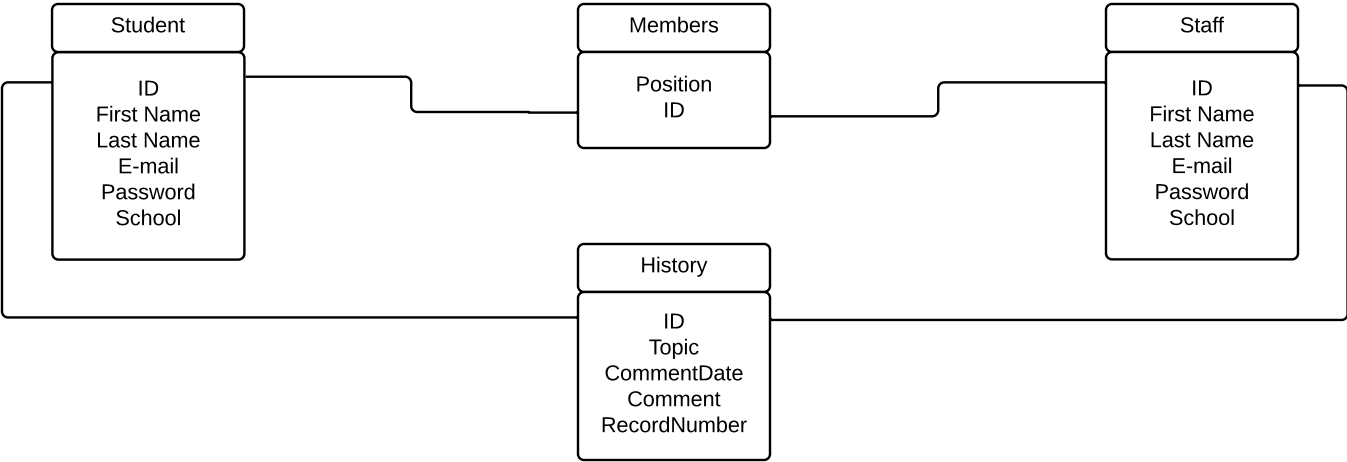 Student
ID
First Name
Last Name
E-mail
Password
School
Members
Position
ID
Staff
ID
First Name
Last Name
E-mail
Password
School
History
ID
Topic
CommentDate
Comment
RecordNumber